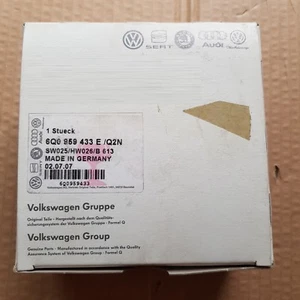 SEAT
Audi
1 Stueck
6Q0 959 433 E /Q2N
SW025/HW026/B 613
MADE IN GERMANY
02.07.07
6Q0959433
Volkswagen Gruppe
Original Teile - Hergestellt nach dem Qualitäts-
sicherungssystem der Volkswagen Gruppe - Formel Q
Volkswagen Group
Genuine Parts - Manufactured in accordance with the Quality
Assurance System of Volkswagen Group - Formel Q